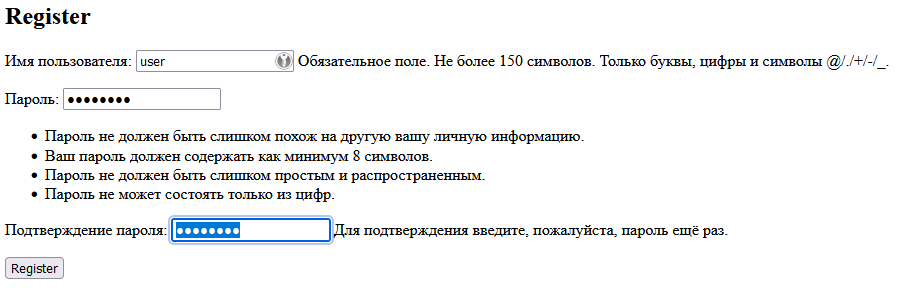 Register
Имя пользователя: user Обязательное поле. Не более 150 символов. Только буквы, цифры и символы @/./+/-/_.
Пароль: ●●●●●●●●
Пароль не должен быть слишком похож на другую вашу личную информацию.
Ваш пароль должен содержать как минимум 8 символов.
Пароль не должен быть слишком простым и распространенным.
Пароль не может состоять только из цифр.
Подтверждение пароля: ●●●●●●●● Для подтверждения введите, пожалуйста, пароль ещё раз.
Register